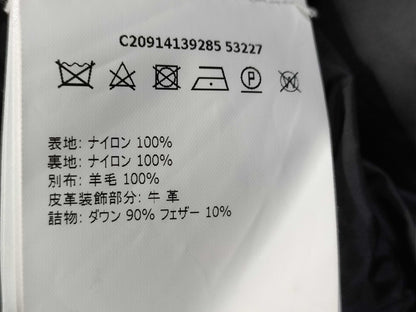 C20914139285 53227
P
表地: ナイロン 100%
裏地: ナイロン 100%
別布: 羊毛 100%
皮革装飾部分: 牛 革
詰物: ダウン 90% フェザー 10%